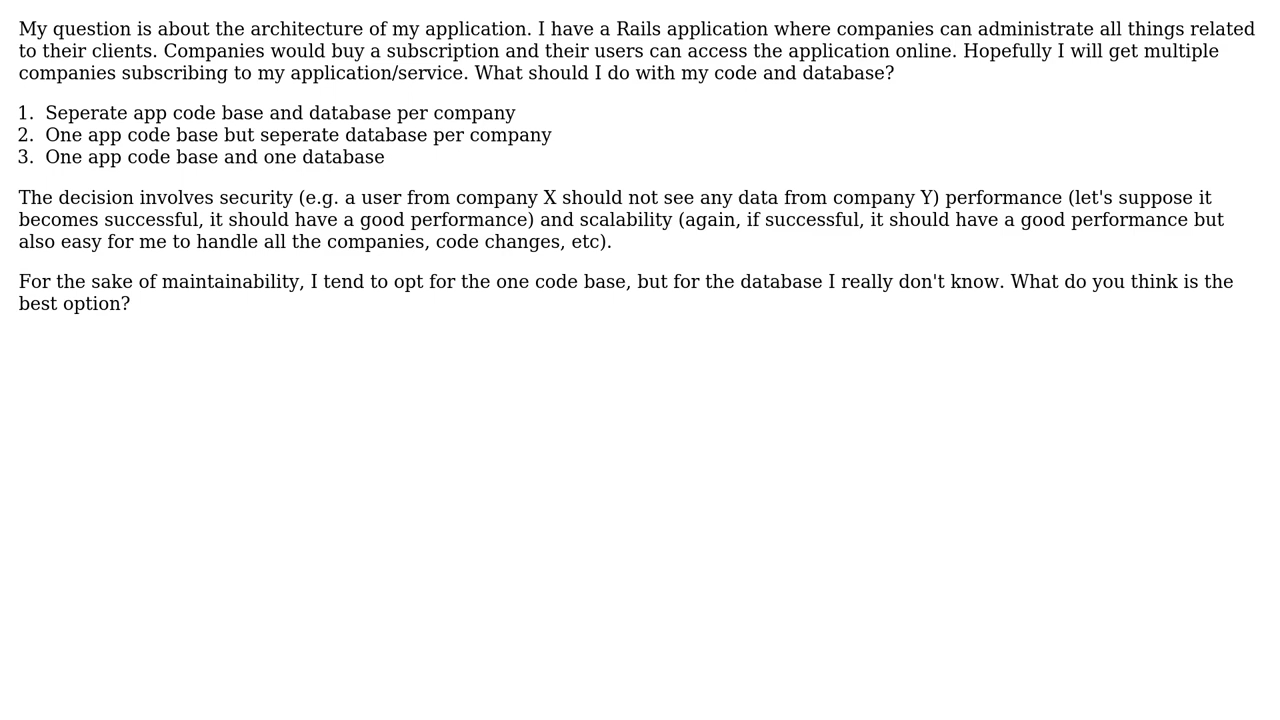 My question is about the architecture of my application. I have a Rails application where companies can administrate all things related
to their clients. Companies would buy a subscription and their users can access the application online. Hopefully I will get multiple
companies subscribing to my application/service. What should I do with my code and database?
1. Seperate app code base and database per company
2. One app code base but seperate database per company
3. One app code base and one database
The decision involves security (e.g. a user from company X should not see any data from company Y) performance (let's suppose it
becomes successful, it should have a good performance) and scalability (again, if successful, it should have a good performance but
also easy for me to handle all the companies, code changes, etc).
For the sake of maintainability, I tend to opt for the one code base, but for the database I really don't know. What do you think is the
best option?